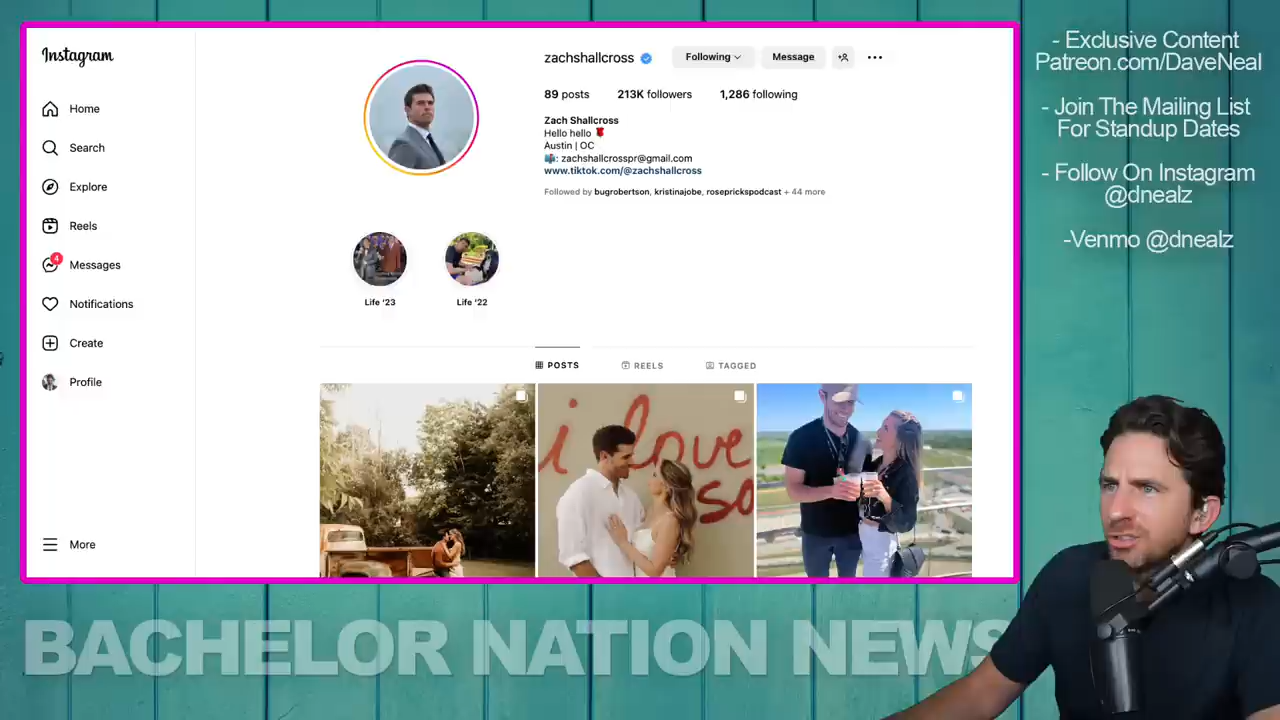 Instagram
Home
Search
Explore
Reels
4
Messages
Notifications
Create
Profile
More
zachshallcross
Following
Message
89 posts
213K followers
1,286 following
Zach Shallcross
Hello hello 🌹
Austin | OC
📬: zachshallcrosspr@gmail.com
www.tiktok.com/@zachshallcross
Followed by bugrobertson, kristinajobe, roseprickspodcast + 44 more
Life '23
Life '22
POSTS
REELS
TAGGED
i love
so
- Exclusive Content
Patreon.com/DaveNeal
- Join The Mailing List
For Standup Dates
- Follow On Instagram
@dnealz
-Venmo @dnealz
BACHELOR NATION NEWS